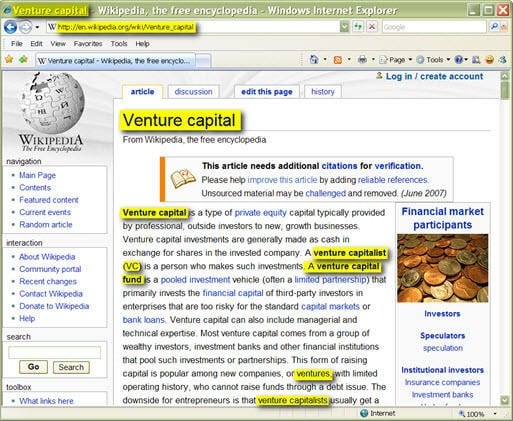 Venture capital - Wikipedia, the free encyclopedia - Windows Internet Explorer
http://en.wikipedia.org/wiki/Venture_capital
File Edit View Favorites Tools Help
Venture capital - Wikipedia, the free encyclo...
Page Tools
Log in / create account
article discussion edit this page history
WIKIPEDIA
The Free Encyclopedia
navigation
Main Page
Contents
Featured content
Current events
Random article
interaction
About Wikipedia
Community portal
Recent changes
Contact Wikipedia
Donate to Wikipedia
Help
search
Go Search
toolbox
What links here
Venture capital
From Wikipedia, the free encyclopedia
This article needs additional citations for verification.
Please help improve this article by adding reliable references.
Unsourced material may be challenged and removed. (June 2007)
Venture capital is a type of private equity capital typically provided
by professional, outside investors to new, growth businesses.
Venture capital investments are generally made as cash in
exchange for shares in the invested company. A venture capitalist
(VC) is a person who makes such investments. A venture capital
fund is a pooled investment vehicle (often a limited partnership) that
primarily invests the financial capital of third-party investors in
enterprises that are too risky for the standard capital markets or
bank loans. Venture capital can also include managerial and
technical expertise. Most venture capital comes from a group of
wealthy investors, investment banks and other financial institutions
that pool such investments or partnerships. This form of raising
capital is popular among new companies, or ventures, with limited
operating history, who cannot raise funds through a debt issue. The
downside for entrepreneurs is that venture capitalists usually get a
Financial market
participants
Investors
Speculators
speculation
Institutional investors
Insurance companies
Investment banks
Internet
100%